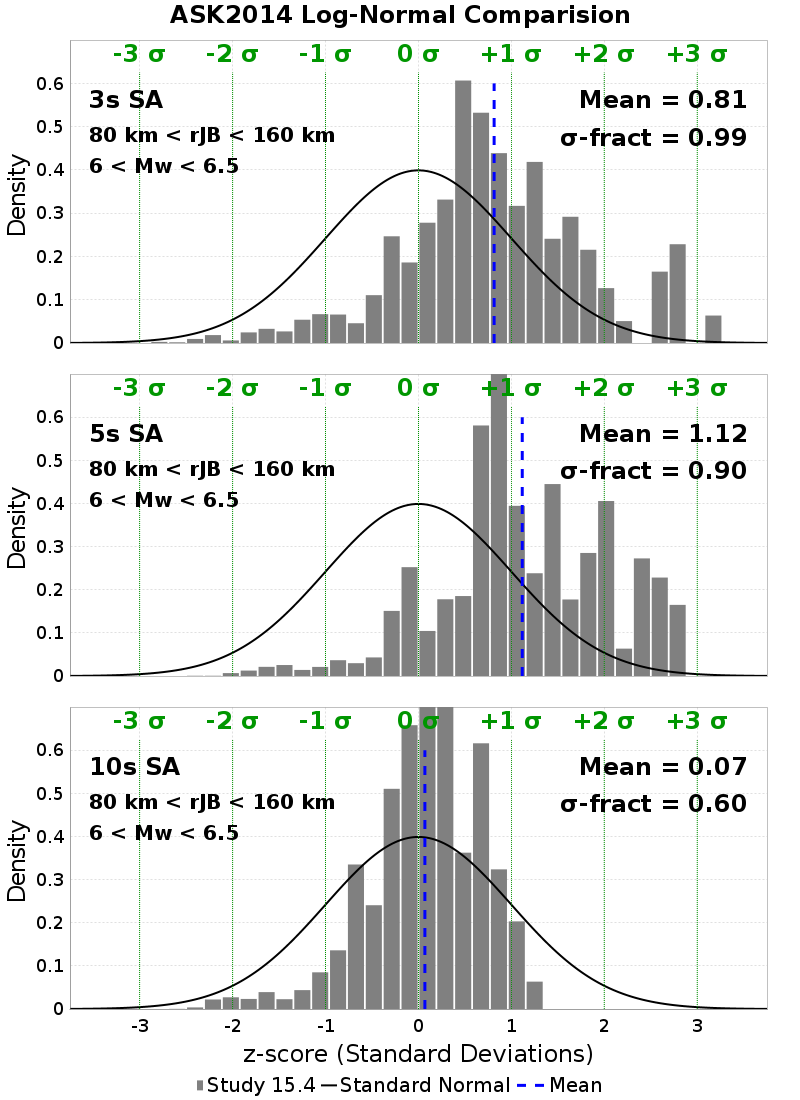 ASK2014 Log-Normal Comparision
-3 σ -2 σ -1 σ 0 σ +1 σ +2 σ +3 σ
0.6
3s SA Mean = 0.81
0.5
80 km < rJB < 160 km σ-fract = 0.99
6 < Mw < 6.5
0.4
0.3
0.2
0.1
0
Density
-3 σ -2 σ -1 σ 0 σ +1 σ +2 σ +3 σ
0.6
5s SA Mean = 1.12
0.5
80 km < rJB < 160 km σ-fract = 0.90
6 < Mw < 6.5
0.4
0.3
0.2
0.1
0
Density
-3 σ -2 σ -1 σ 0 σ +1 σ +2 σ +3 σ
0.6
10s SA Mean = 0.07
0.5
80 km < rJB < 160 km σ-fract = 0.60
6 < Mw < 6.5
0.4
0.3
0.2
0.1
0
Density
-3 -2 -1 0 1 2 3
z-score (Standard Deviations)
Study 15.4 Standard Normal Mean